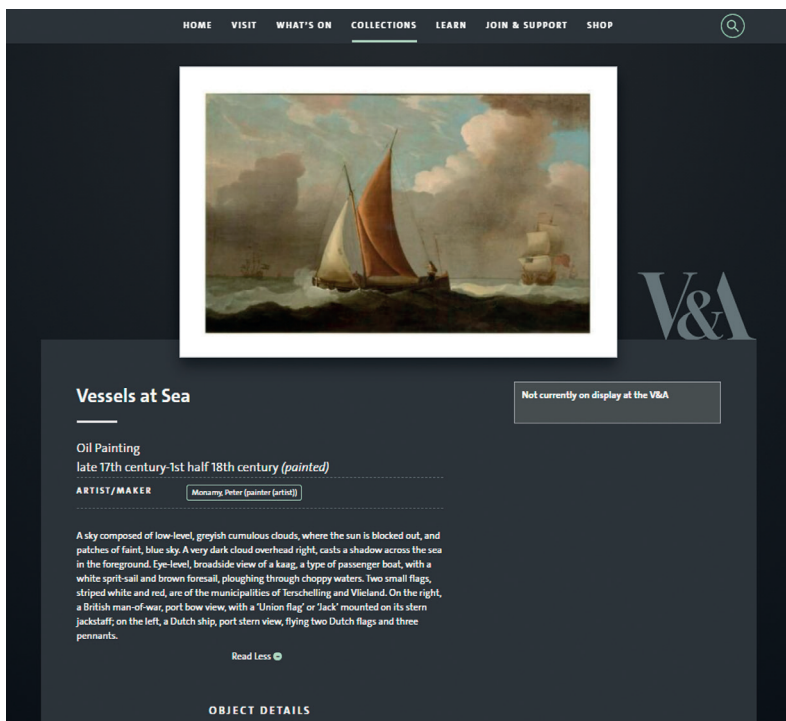 HOME VISIT WHAT'S ON COLLECTIONS LEARN JOIN & SUPPORT SHOP
V&A
Vessels at Sea
Not currently on display at the V&A
Oil Painting
late 17th century-1st half 18th century (painted)
ARTIST/MAKER Monamy, Peter (painter (artist))
A sky composed of low-level, greyish cumulous clouds, where the sun is blocked out, and
patches of faint, blue sky. A very dark cloud overhead right, casts a shadow across the sea
in the foreground. Eye-level, broadside view of a kaag, a type of passenger boat, with a
white sprit-sail and brown foresail, ploughing through choppy waters. Two small flags,
striped white and red, are of the municipalities of Terschelling and Vlieland. On the right,
a British man-of-war, port bow view, with a ‘Union flag’ or ‘Jack’ mounted on its stern
jackstaff; on the left, a Dutch ship, port stern view, flying two Dutch flags and three
pennants.
Read Less
OBJECT DETAILS